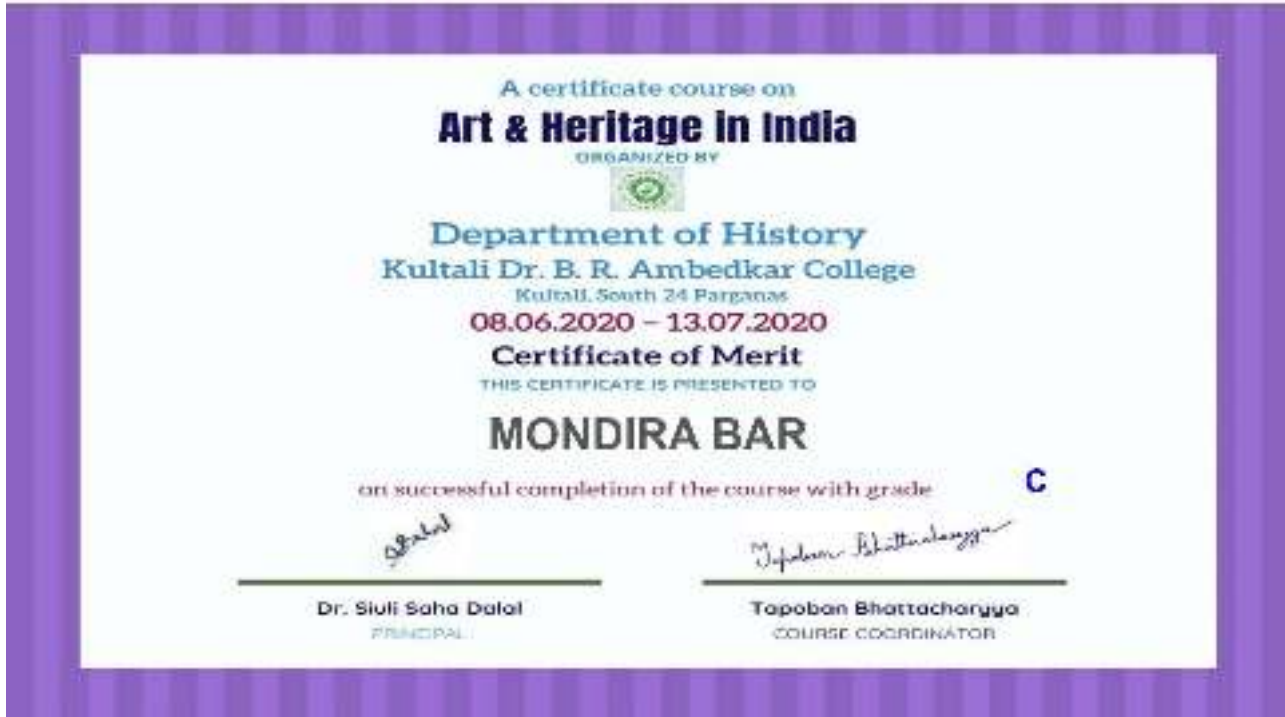 A certificate course on
Art & Heritage in India
ORGANIZED BY
Department of History
Kultali Dr. B. R. Ambedkar College
Kultali, South 24 Parganas
08.06.2020 – 13.07.2020
Certificate of Merit
THIS CERTIFICATE IS PRESENTED TO
MONDIRA BAR
on successful completion of the course with grade C
Tapoban Bhattacharyya
Dr. Siuli Saha Dalal
PRINCIPAL
Tapoban Bhattacharyya
COURSE COORDINATOR